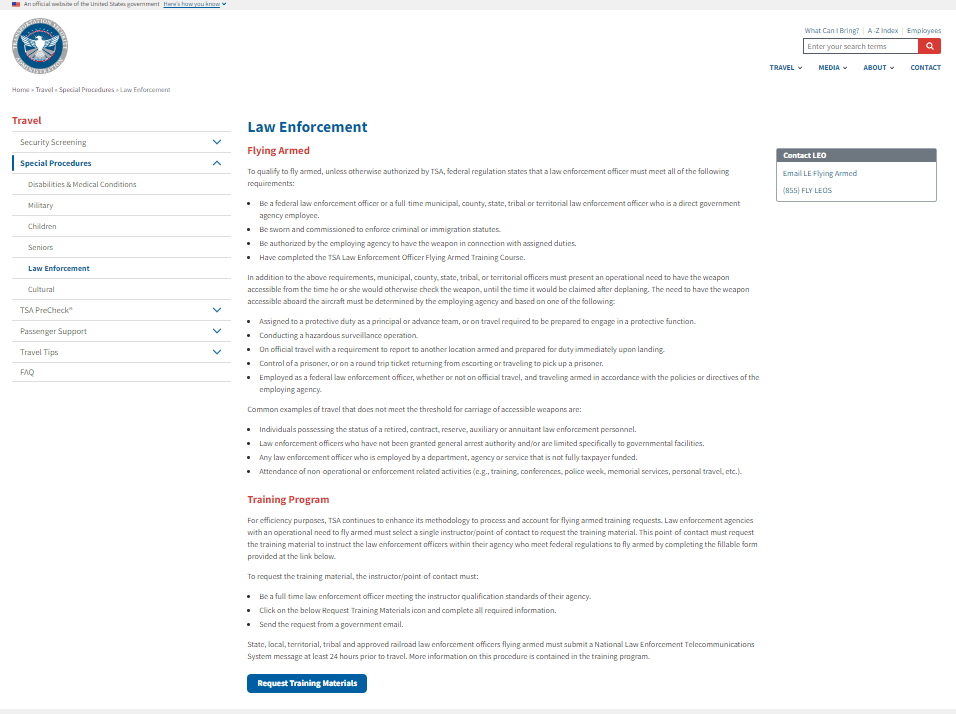 An official website of the United States government Here's how you know
What Can I Bring? | A -Z Index | Employees
Enter your search terms
TRAVEL MEDIA ABOUT CONTACT
Home » Travel » Special Procedures » Law Enforcement
Travel
Security Screening
Special Procedures
Disabilities & Medical Conditions
Military
Children
Seniors
Law Enforcement
Cultural
TSA PreCheck®
Passenger Support
Travel Tips
FAQ
Law Enforcement
Flying Armed
To qualify to fly armed, unless otherwise authorized by TSA, federal regulation states that a law enforcement officer must meet all of the following
requirements:
• Be a federal law enforcement officer or a full-time municipal, county, state, tribal or territorial law enforcement officer who is a direct government
agency employee.
• Be sworn and commissioned to enforce criminal or immigration statutes.
• Be authorized by the employing agency to have the weapon in connection with assigned duties.
• Have completed the TSA Law Enforcement Officer Flying Armed Training Course.
In addition to the above requirements, municipal, county, state, tribal, or territorial officers must present an operational need to have the weapon
accessible from the time he or she would otherwise check the weapon, until the time it would be claimed after deplaning. The need to have the weapon
accessible aboard the aircraft must be determined by the employing agency and based on one of the following:
• Assigned to a protective duty as a principal or advance team, or on travel required to be prepared to engage in a protective function.
• Conducting a hazardous surveillance operation.
• On official travel with a requirement to report to another location armed and prepared for duty immediately upon landing.
• Control of a prisoner, or on a round trip ticket returning from escorting or traveling to pick up a prisoner.
• Employed as a federal law enforcement officer, whether or not on official travel, and traveling armed in accordance with the policies or directives of the
employing agency.
Common examples of travel that does not meet the threshold for carriage of accessible weapons are:
• Individuals possessing the status of a retired, contract, reserve, auxiliary or annuitant law enforcement personnel.
• Law enforcement officers who have not been granted general arrest authority and/or are limited specifically to governmental facilities.
• Any law enforcement officer who is employed by a department, agency or service that is not fully taxpayer funded.
• Attendance of non-operational or enforcement related activities (e.g., training, conferences, police week, memorial services, personal travel, etc.).
Training Program
For efficiency purposes, TSA continues to enhance its methodology to process and account for flying armed training requests. Law enforcement agencies
with an operational need to fly armed must select a single instructor/point-of-contact to request the training material. This point-of-contact must request
the training material to instruct the law enforcement officers within their agency who meet federal regulations to fly armed by completing the fillable form
provided at the link below.
To request the training material, the instructor/point-of-contact must:
• Be a full-time law enforcement officer meeting the instructor qualification standards of their agency.
• Click on the below Request Training Materials icon and complete all required information.
• Send the request from a government email.
State, local, territorial, tribal and approved railroad law enforcement officers flying armed must submit a National Law Enforcement Telecommunications
System message at least 24 hours prior to travel. More information on this procedure is contained in the training program.
Request Training Materials
Contact LEO
Email LE Flying Armed
(855) FLY-LEOS